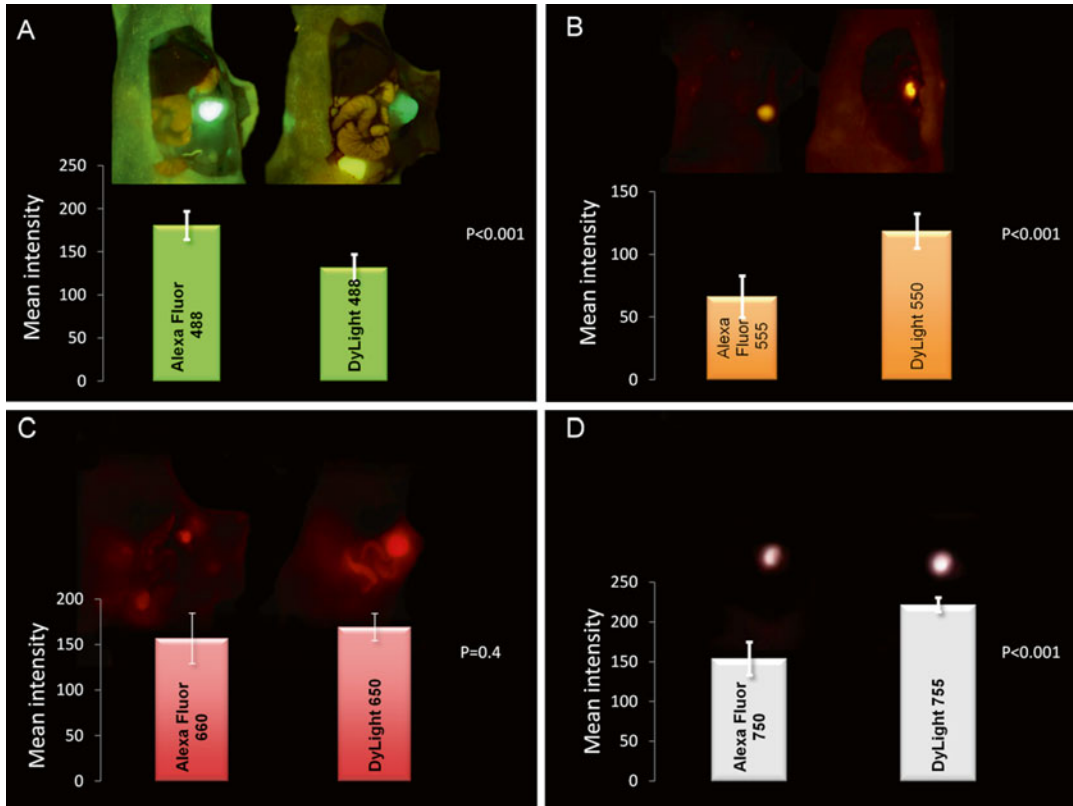 A
250
200
150
100
50
0
Mean intensity
Alexa Fluor
488
DyLight 488
P<0.001
B
150
100
50
0
Mean intensity
Alexa
Fluor
555
DyLight 550
P<0.001
C
200
150
100
50
0
Mean intensity
Alexa Fluor
660
DyLight 650
P=0.4
D
250
200
150
100
50
0
Mean intensity
Alexa Fluor
750
DyLight 755
P<0.001